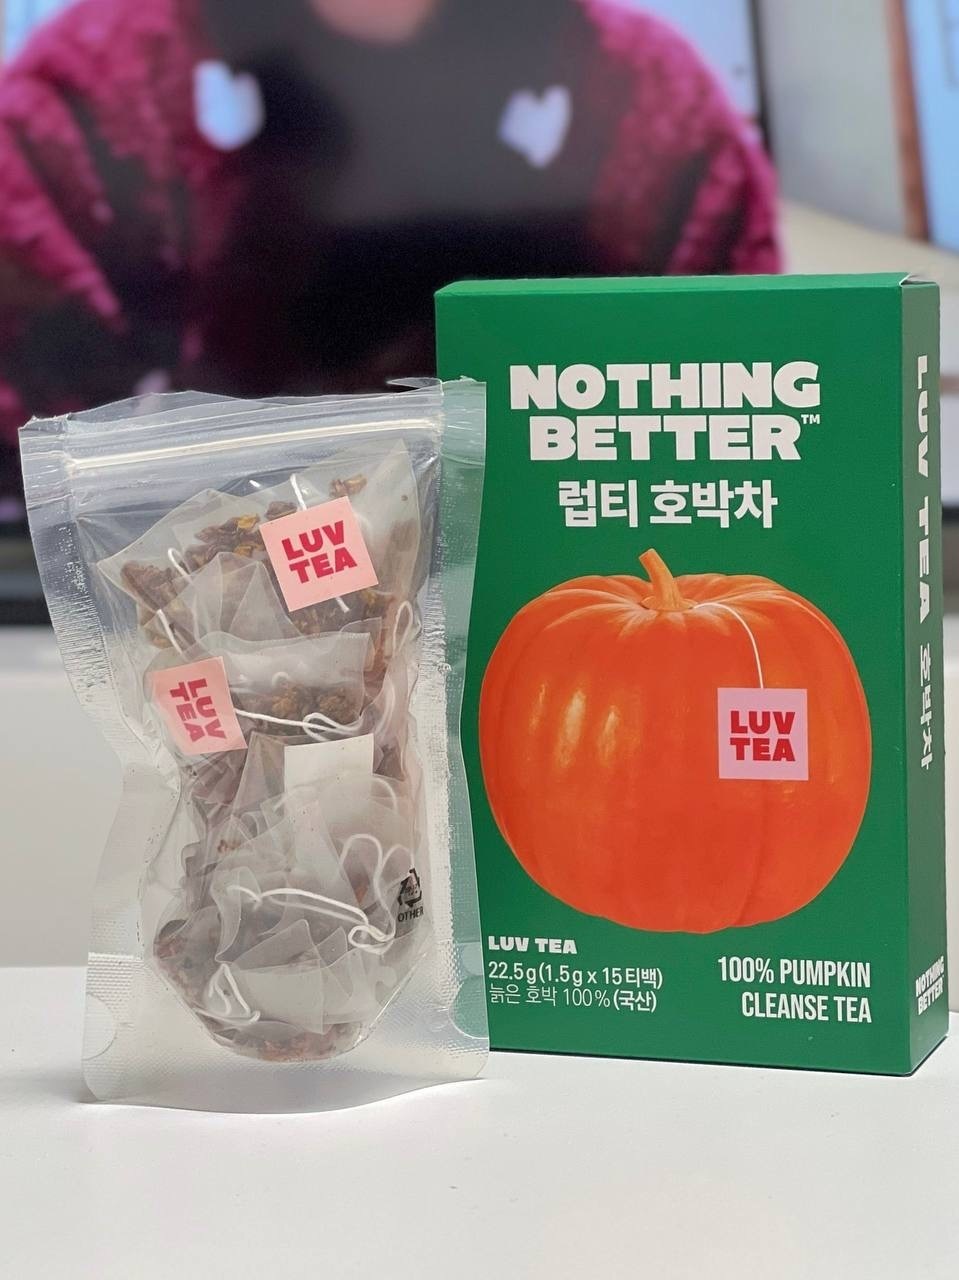 LUV
TEA
LUV
TEA
OTHER
NOTHING
BETTER™
럽티 호박차
LUV
TEA
LUV TEA
22.5g(1.5g x 15티백)
늙은 호박 100%(국산)
100% PUMPKIN
CLEANSE TEA
LUV TEA 호박차
NOTHING
BETTER